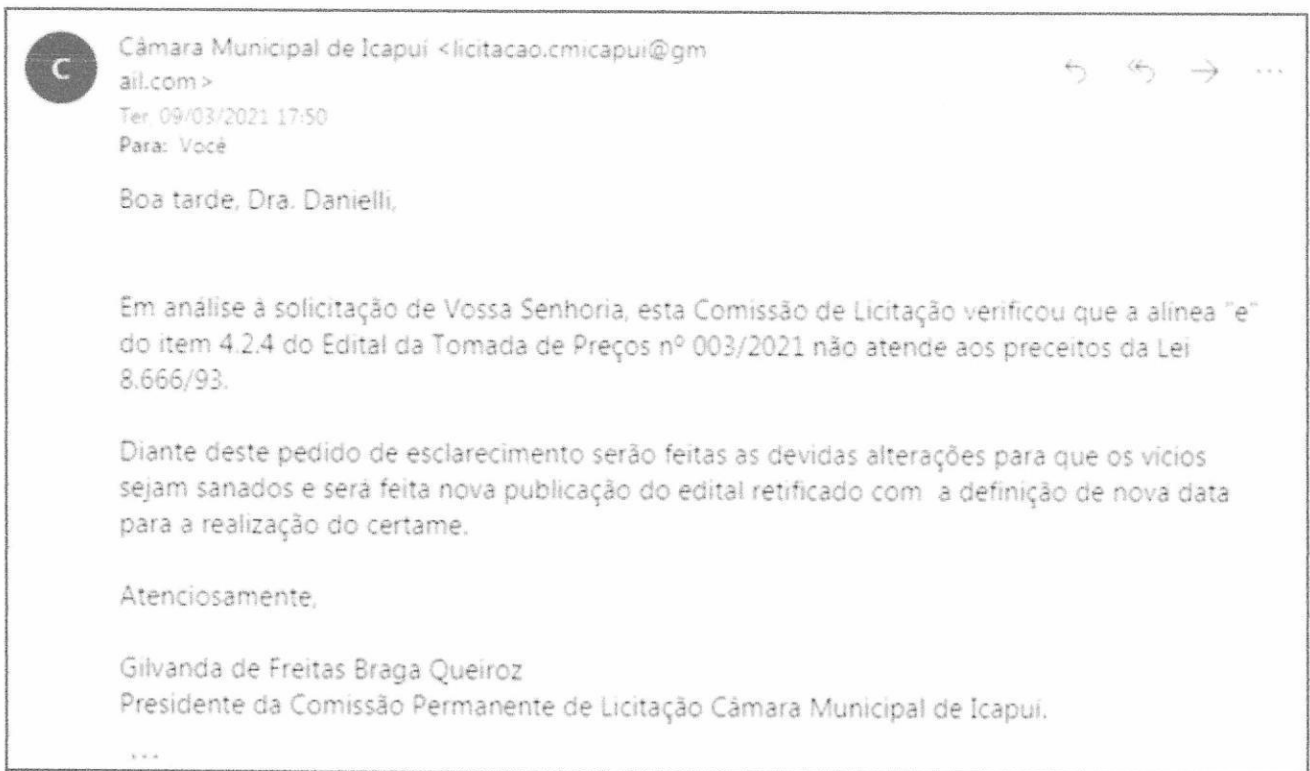 C
Câmara Municipal de Icapuí <licitacao.cmicapui@gm
ail.com>
Ter, 09/03/2021 17:50
Para: Você
Boa tarde, Dra. Danielli,
Em análise à solicitação de Vossa Senhoria, esta Comissão de Licitação verificou que a alínea "e"
do item 4.2.4 do Edital da Tomada de Preços nº 003/2021 não atende aos preceitos da Lei
8.666/93.
Diante deste pedido de esclarecimento serão feitas as devidas alterações para que os vícios
sejam sanados e será feita nova publicação do edital retificado com a definição de nova data
para a realização do certame.
Atenciosamente,
Gilvanda de Freitas Braga Queiroz
Presidente da Comissão Permanente de Licitação Câmara Municipal de Icapuí.
...